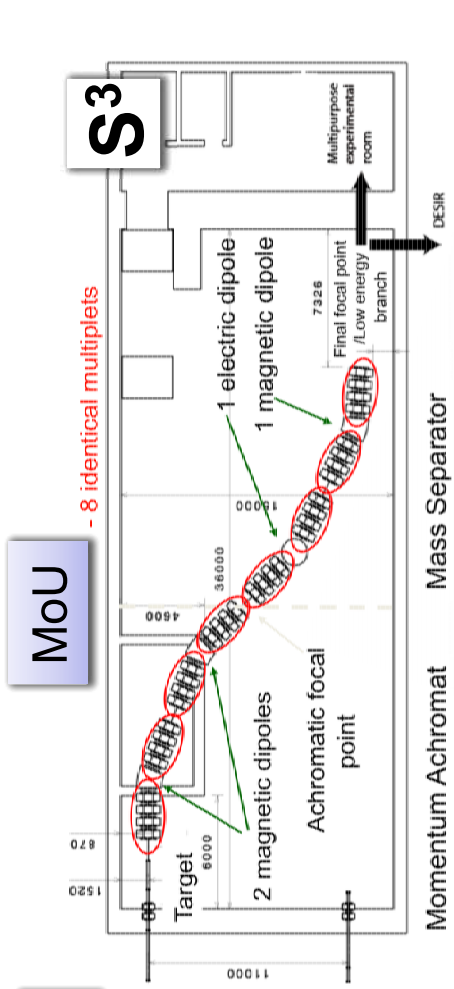 MoU
S³
- 8 identical multiplets
Multipurpose
experimental
room
DESIR
1 electric dipole
1 magnetic dipole
7326
Final focal point
/Low energy
branch
36000
4600
870
1520
6000
11000
Target
2 magnetic dipoles
Achromatic focal
point
Momentum Achromat
Mass Separator